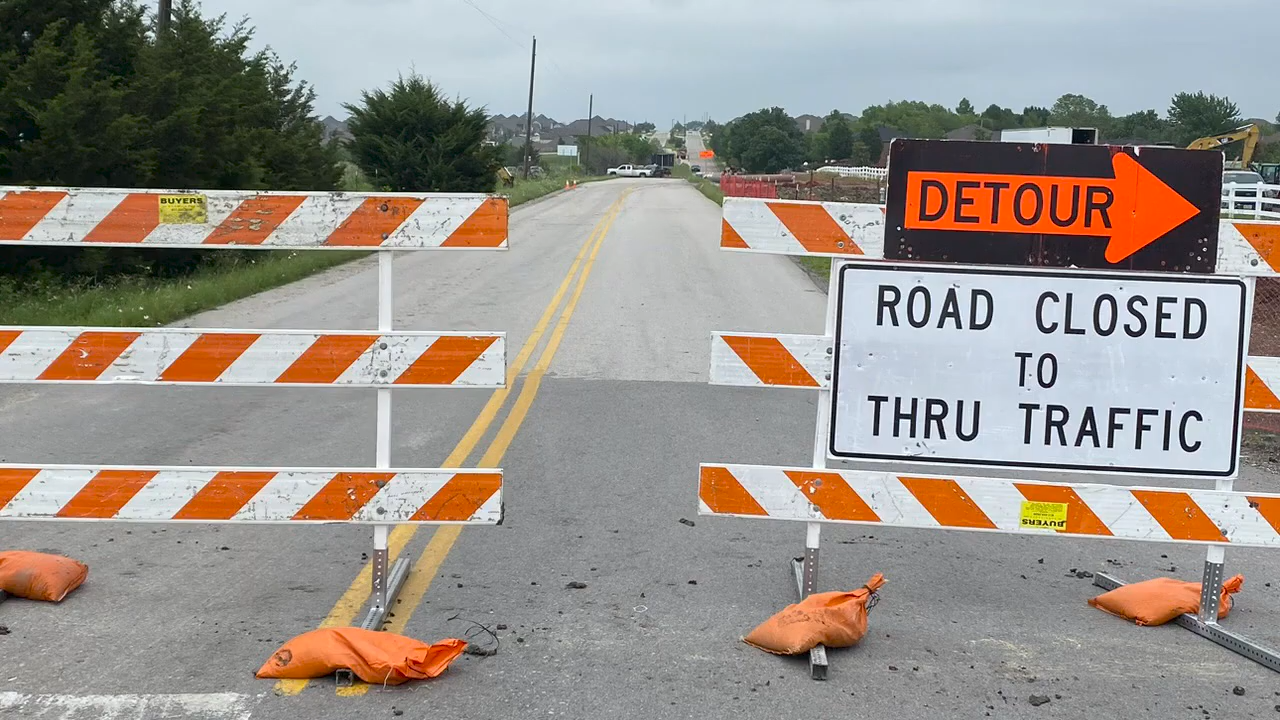 BUYERS
DETOUR
ROAD CLOSED
TO
THRU TRAFFIC
BUYERS